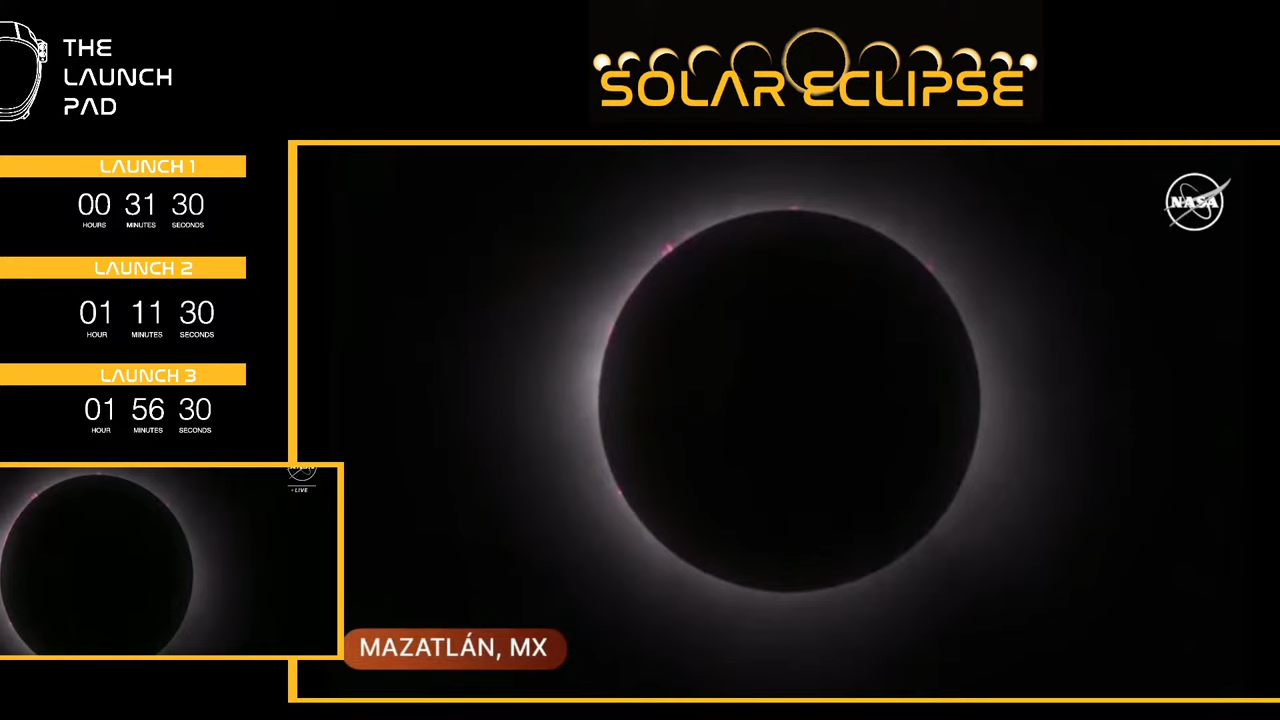 THE
LAUNCH
PAD
SOLAR ECLIPSE
LAUNCH 1
00 31 30
HOURS MINUTES SECONDS
NASA
LAUNCH 2
01 11 30
HOUR MINUTES SECONDS
LAUNCH 3
01 56 30
HOUR MINUTES SECONDS
LIVE
MAZATLÁN, MX